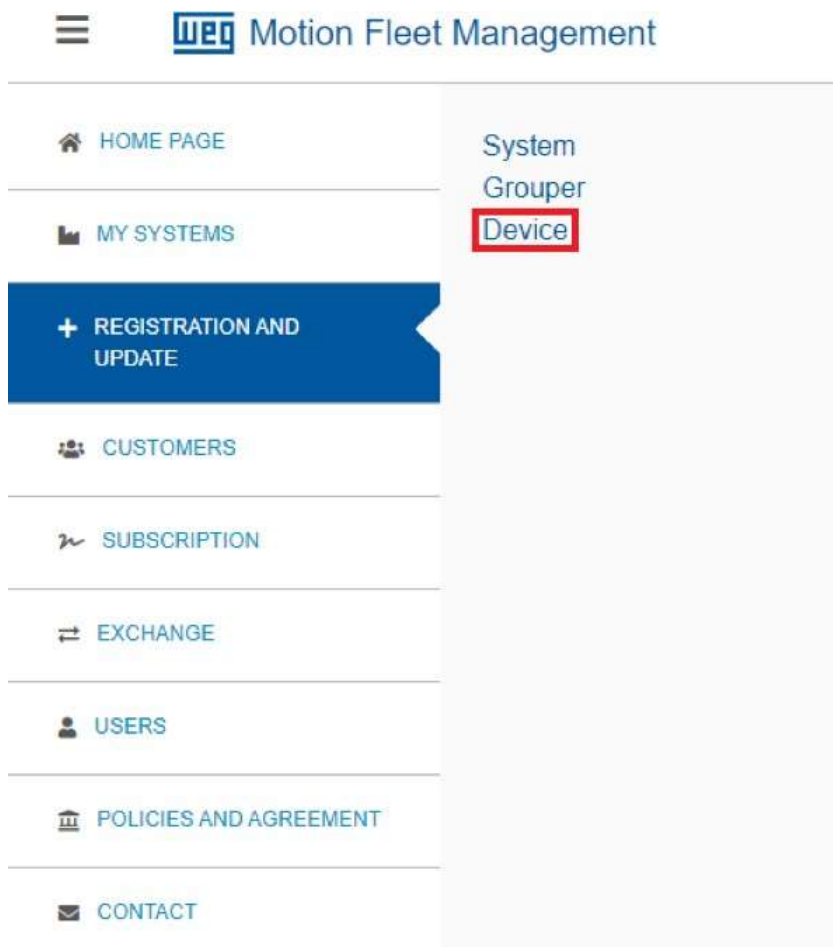 WEG Motion Fleet Management
HOME PAGE
MY SYSTEMS
REGISTRATION AND
UPDATE
CUSTOMERS
SUBSCRIPTION
EXCHANGE
USERS
POLICIES AND AGREEMENT
CONTACT
System
Grouper
Device